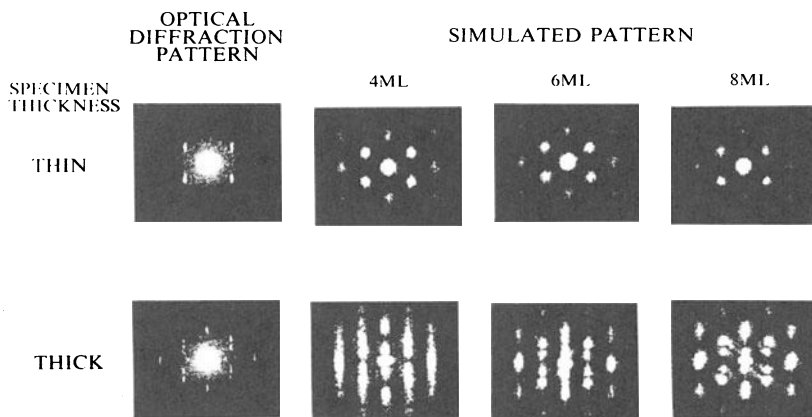 OPTICAL
DIFFRACTION
PATTERN
SIMULATED PATTERN
4ML
6ML
8ML
SPECIMEN
THICKNESS
THIN
THICK